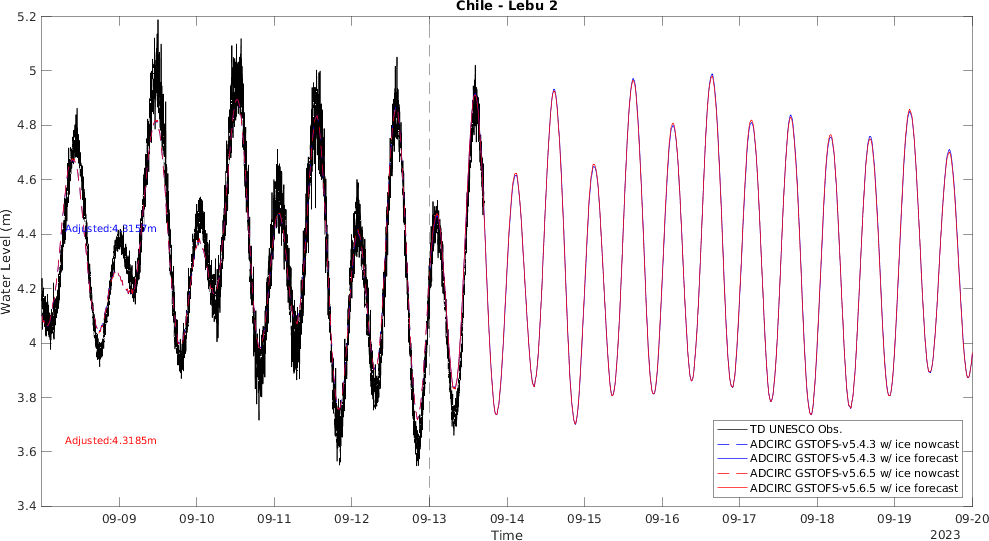 Chile - Lebu 2
5.2
5
4.8
4.6
4.4
4.2
4
3.8
3.6
3.4
Water Level (m)
Adjusted:4.3157m
Adjusted:4.3185m
TD UNESCO Obs.
ADCIRC GSTOFS-v5.4.3 w/ ice nowcast
ADCIRC GSTOFS-v5.4.3 w/ ice forecast
ADCIRC GSTOFS-v5.6.5 w/ ice nowcast
ADCIRC GSTOFS-v5.6.5 w/ ice forecast
09-09 09-10 09-11 09-12 09-13 09-14 09-15 09-16 09-17 09-18 09-19 09-20
Time
2023